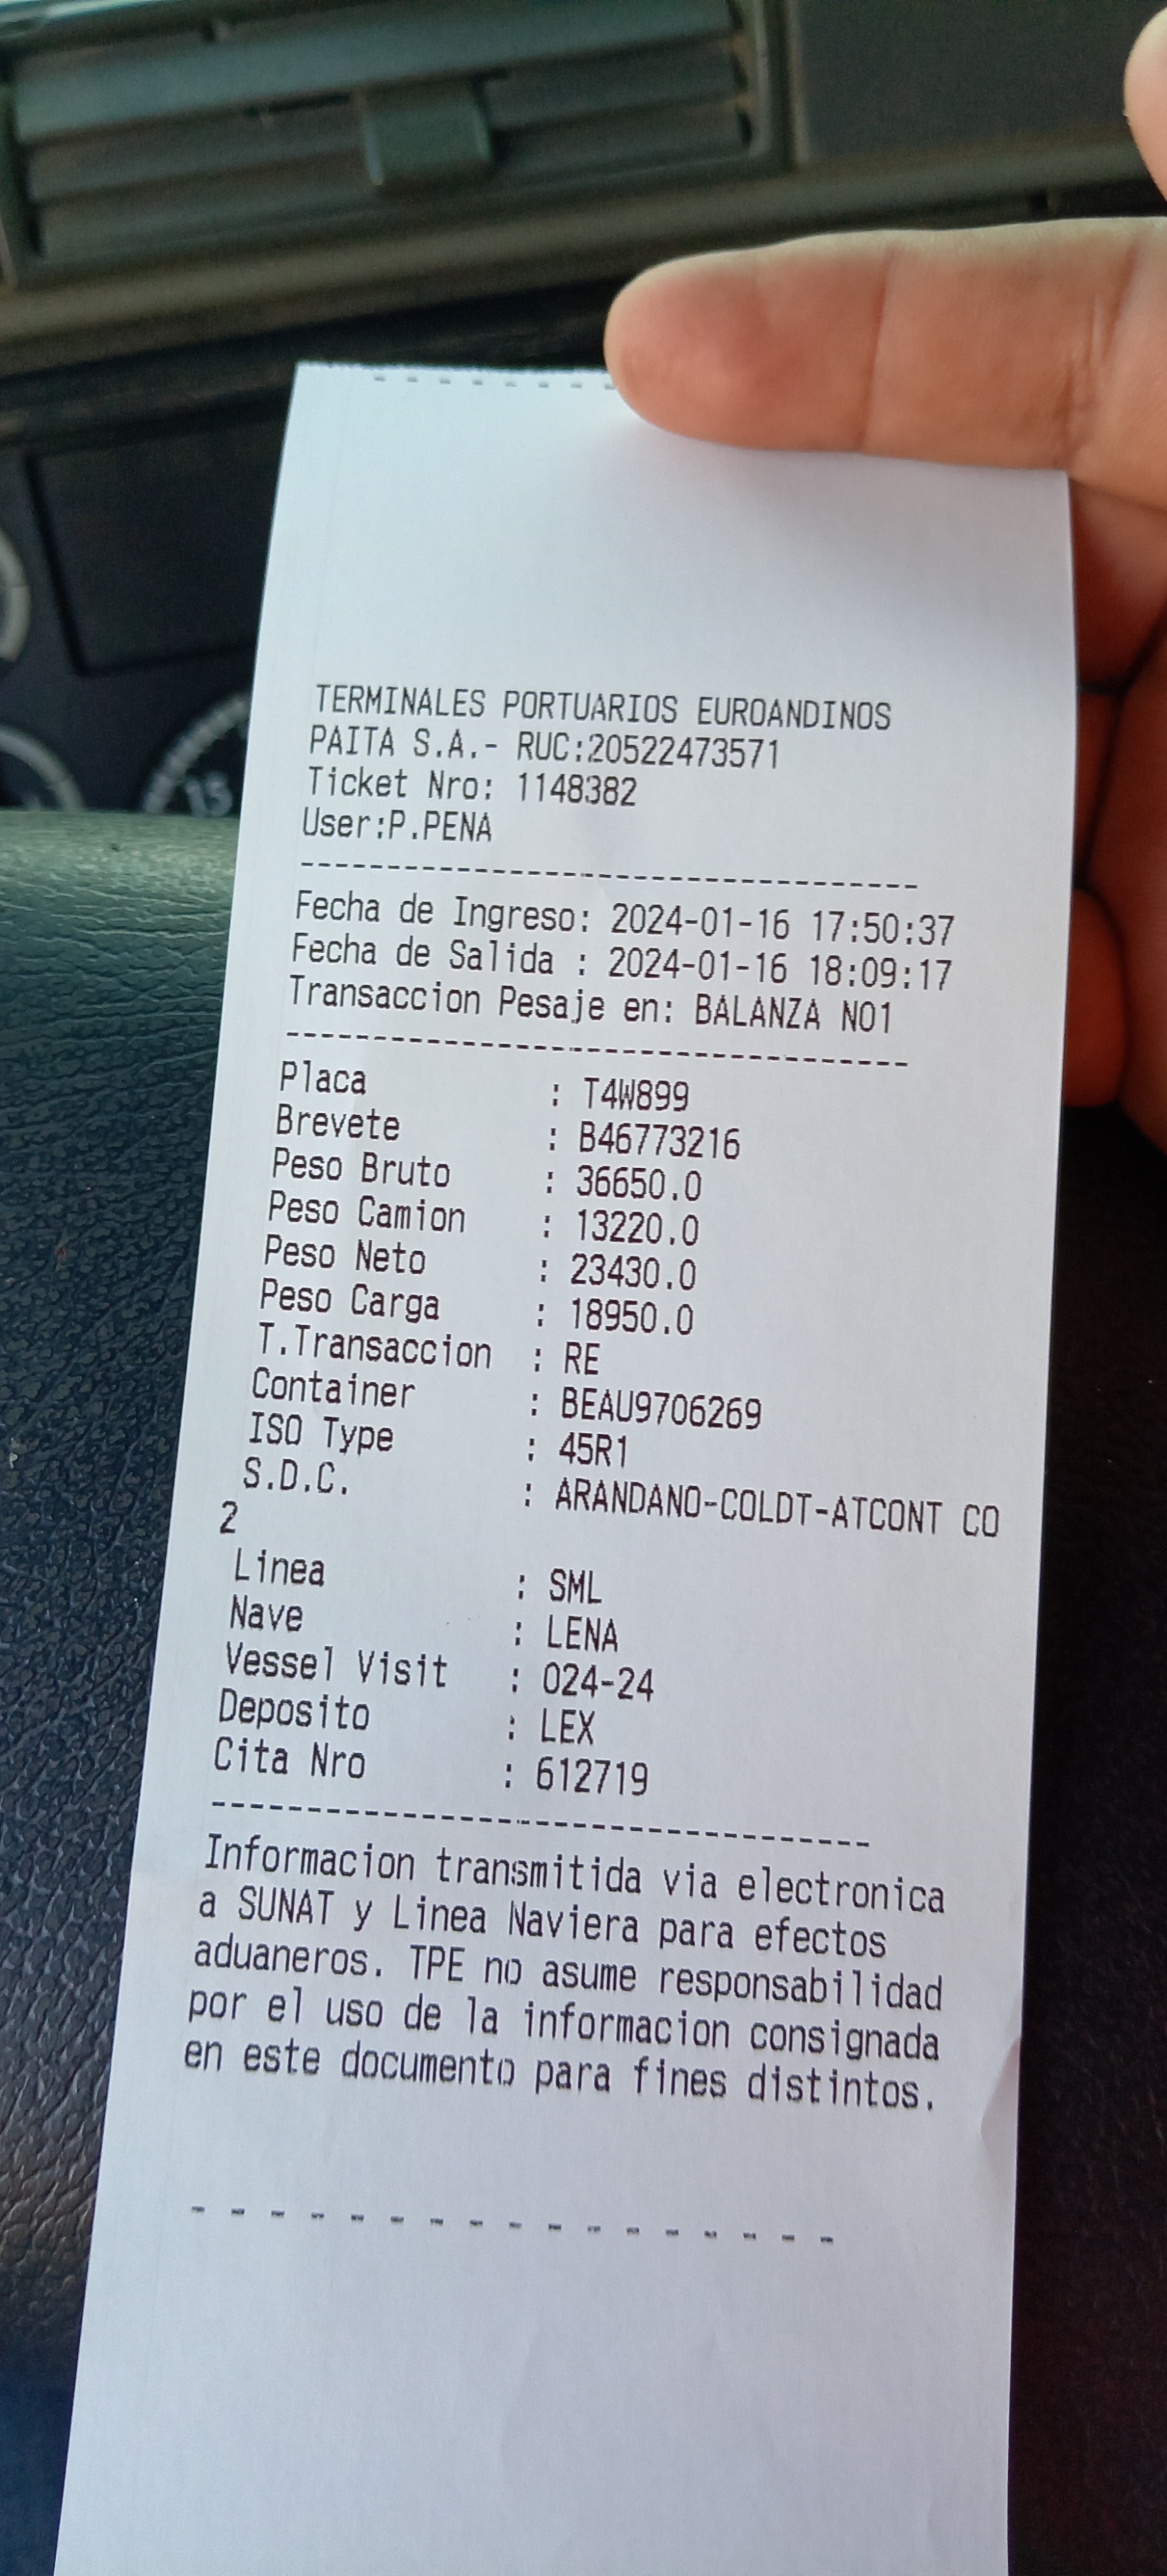 TERMINALES PORTUARIOS EUROANDINOS
PAITA S.A.- RUC:20522473571
Ticket Nro: 1148382
User:P.PENA
Fecha de Ingreso: 2024-01-16 17:50:37
Fecha de Salida : 2024-01-16 18:09:17
Transaccion Pesaje en: BALANZA NO1
Placa : T4W899
Brevete : B46773216
Peso Bruto : 36650.0
Peso Camion : 13220.0
Peso Neto : 23430.0
Peso Carga : 18950.0
T.Transaccion : RE
Container : BEAU9706269
ISO Type : 45R1
S.D.C. : ARANDANO-COLDT-ATCONT CO
2
Linea : SML
Nave : LENA
Vessel Visit : 024-24
Deposito : LEX
Cita Nro : 612719
Informacion transmitida via electronica
a SUNAT y Linea Naviera para efectos
aduaneros. TPE no asume responsabilidad
por el uso de la informacion consignada
en este documento para fines distintos.
15